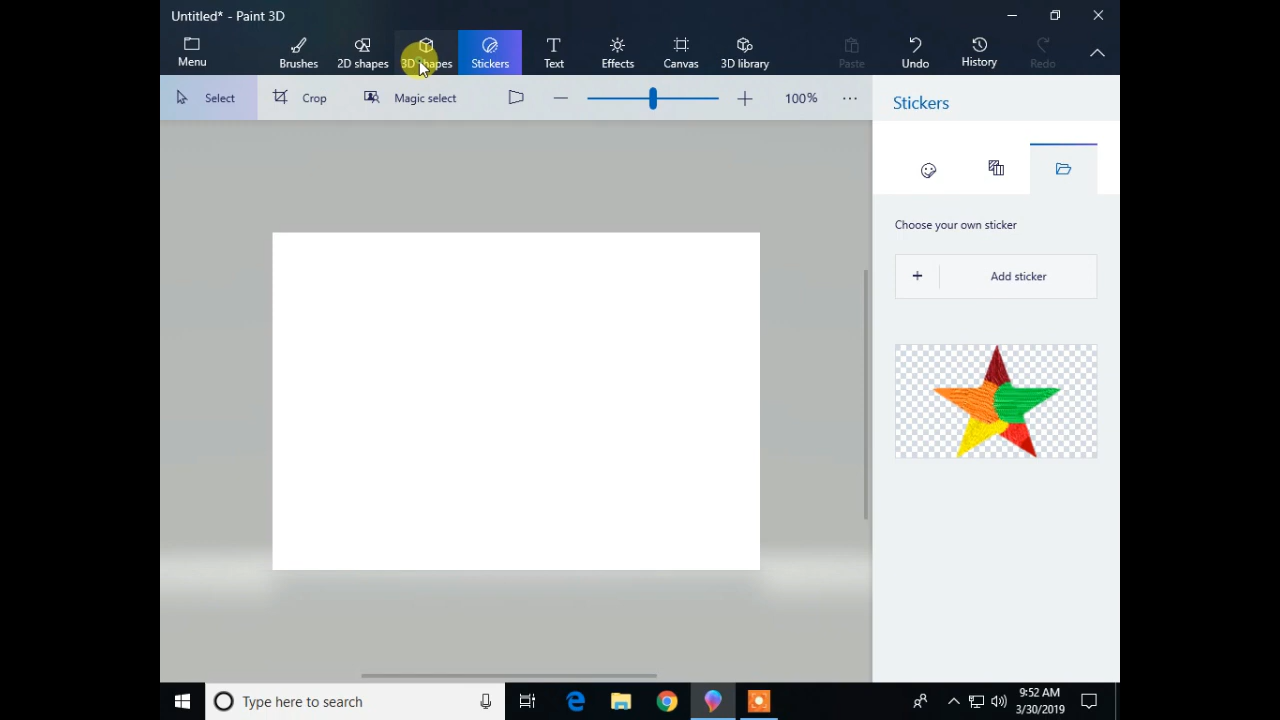 Untitled* - Paint 3D
Menu
Brushes
2D shapes
3D shapes
Stickers
Text
Effects
Canvas
3D library
Paste
Undo
History
Redo
Select
Crop
Magic select
100%
Stickers
Choose your own sticker
Add sticker
Type here to search
9:52 AM
3/30/2019